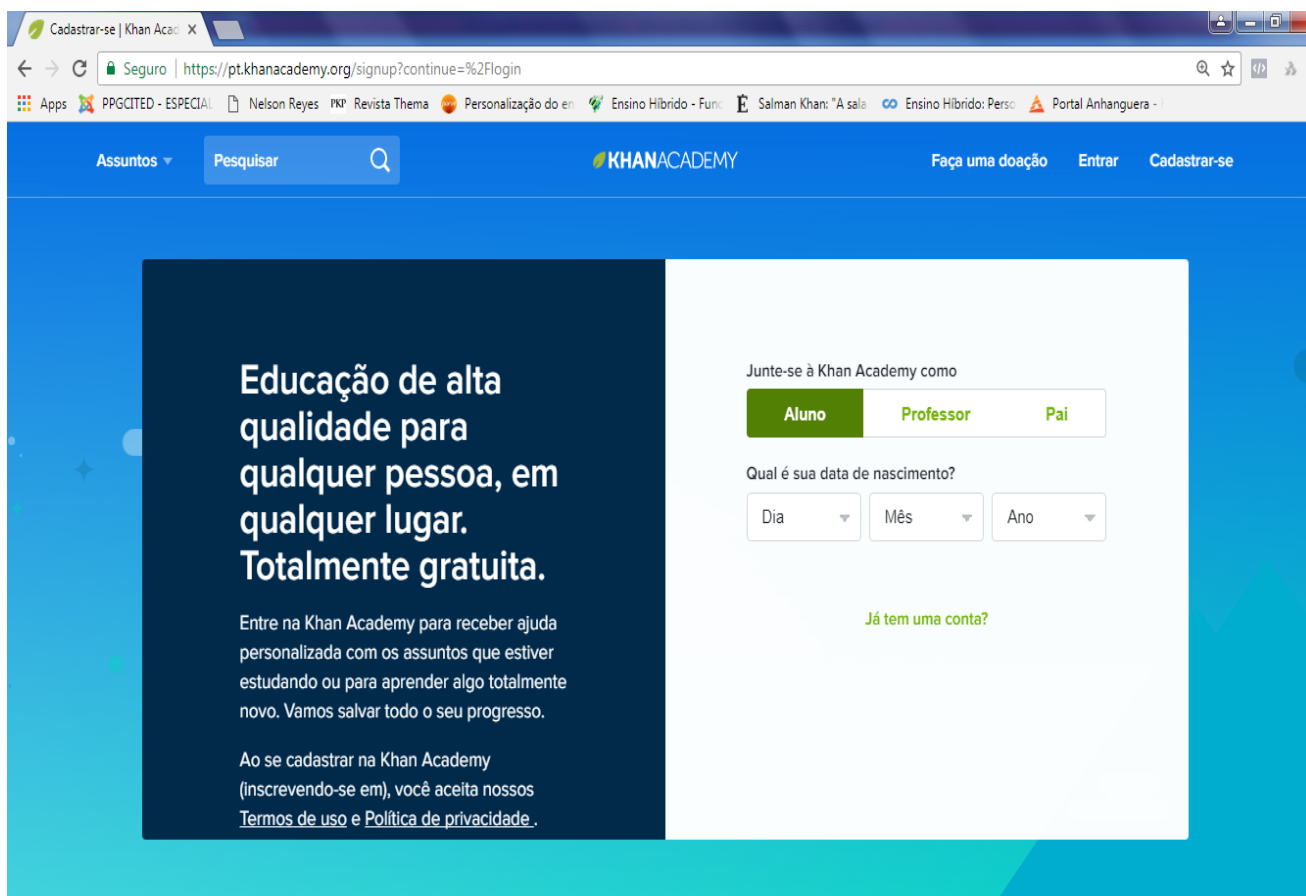 Cadastrar-se | Khan Acad
Seguro | https://pt.khanacademy.org/signup?continue=%2Flogin
Apps PPGCITED - ESPECIAL Nelson Reyes PKP Revista Thema Personalização do en Ensino Híbrido - Func Salman Khan: "A sala Ensino Híbrido: Perso Portal Anhanguera -
Assuntos Pesquisar KHANACADEMY Faça uma doação Entrar Cadastrar-se
Educação de alta
qualidade para
qualquer pessoa, em
qualquer lugar.
Totalmente gratuita.
Entre na Khan Academy para receber ajuda
personalizada com os assuntos que estiver
estudando ou para aprender algo totalmente
novo. Vamos salvar todo o seu progresso.
Ao se cadastrar na Khan Academy
(inscrevendo-se em), você aceita nossos
Termos de uso e Política de privacidade .
Junte-se à Khan Academy como
Aluno Professor Pai
Qual é sua data de nascimento?
Dia Mês Ano
Já tem uma conta?